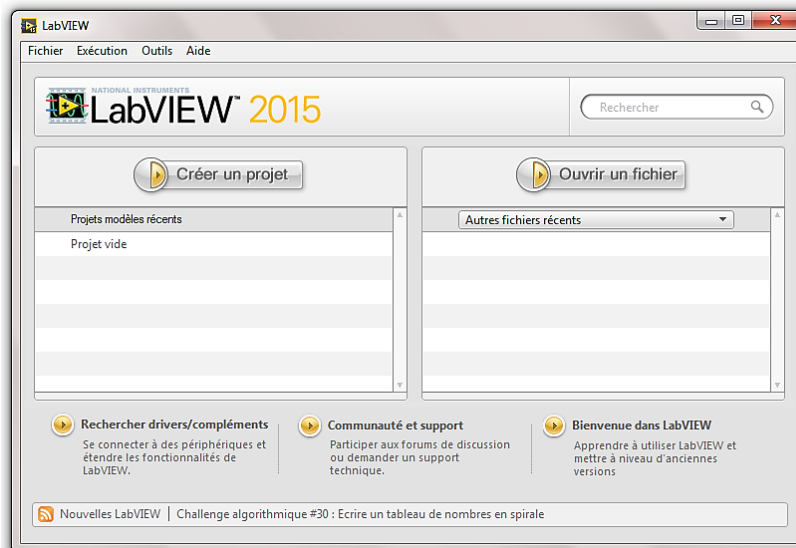 LabVIEW
Fichier Exécution Outils Aide
NATIONAL INSTRUMENTS
LabVIEW™ 2015
Rechercher
Créer un projet
Ouvrir un fichier
Projets modèles récents
Autres fichiers récents
Projet vide
Rechercher drivers/compléments
Se connecter à des périphériques et
étendre les fonctionnalités de
LabVIEW.
Communauté et support
Participer aux forums de discussion
ou demander un support
technique.
Bienvenue dans LabVIEW
Apprendre à utiliser LabVIEW et
mettre à niveau d'anciennes
versions
Nouvelles LabVIEW | Challenge algorithmique #30 : Ecrire un tableau de nombres en spirale